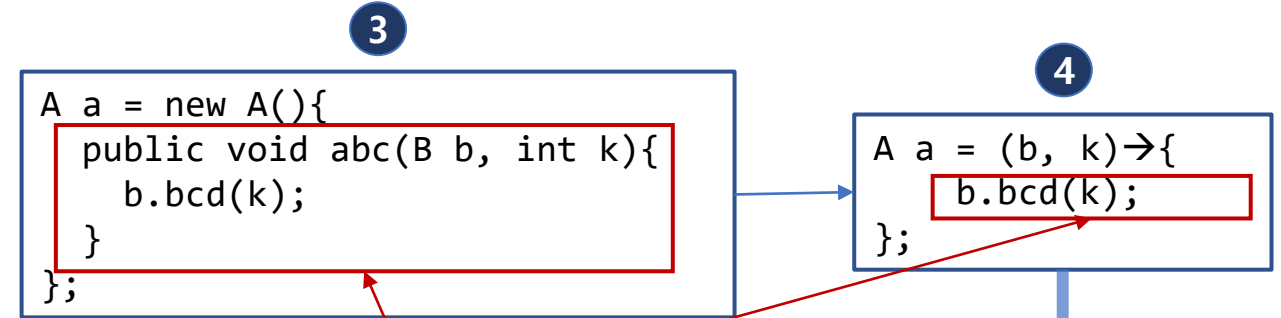 3
A a = new A(){
public void abc(B b, int k){
b.bcd(k);
}
};
4
A a = (b, k)→{
b.bcd(k);
};